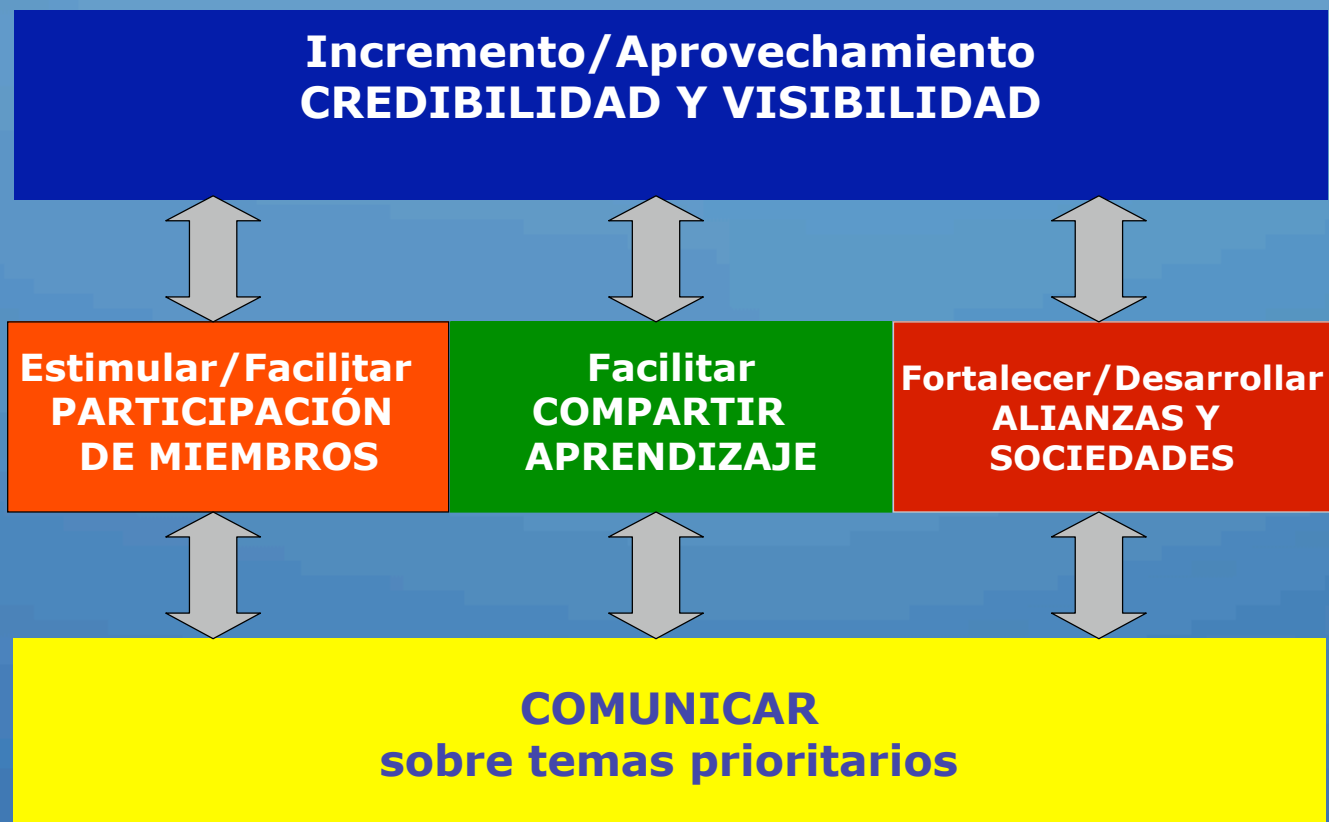 Incremento/Aprovechamiento
CREDIBILIDAD Y VISIBILIDAD
Estimular/Facilitar
PARTICIPACIÓN
DE MIEMBROS
Facilitar
COMPARTIR
APRENDIZAJE
Fortalecer/Desarrollar
ALIANZAS Y
SOCIEDADES
COMUNICAR
sobre temas prioritarios